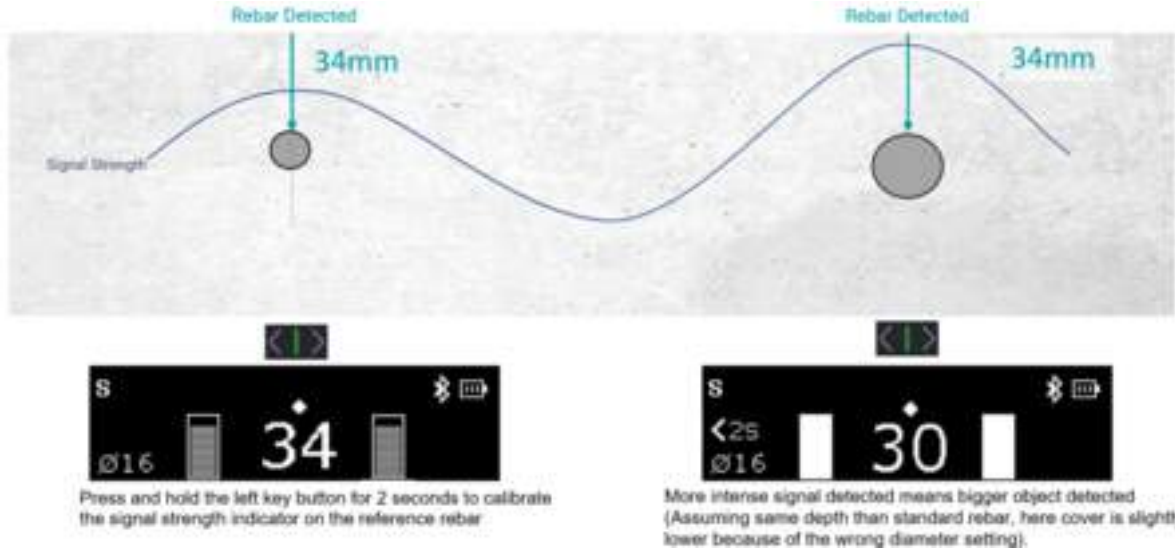 Rebar Detected
Rebar Detected
34mm
34mm
Signal Strength
S
Ø16
34
S
<2s
Ø16
30
Press and hold the left key button for 2 seconds to calibrate
the signal strength indicator on the reference rebar
More intense signal detected means bigger object detected
(Assuming same depth than standard rebar, here cover is slight
lower because of the wrong diameter setting).